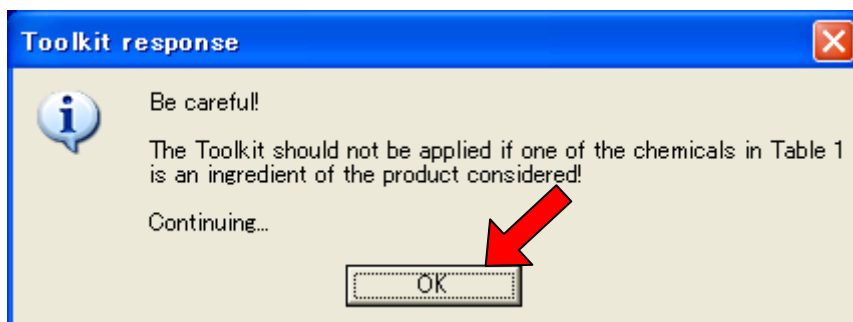 Toolkit response
Be careful!
The Toolkit should not be applied if one of the chemicals in Table 1
is an ingredient of the product considered!
Continuing...
OK